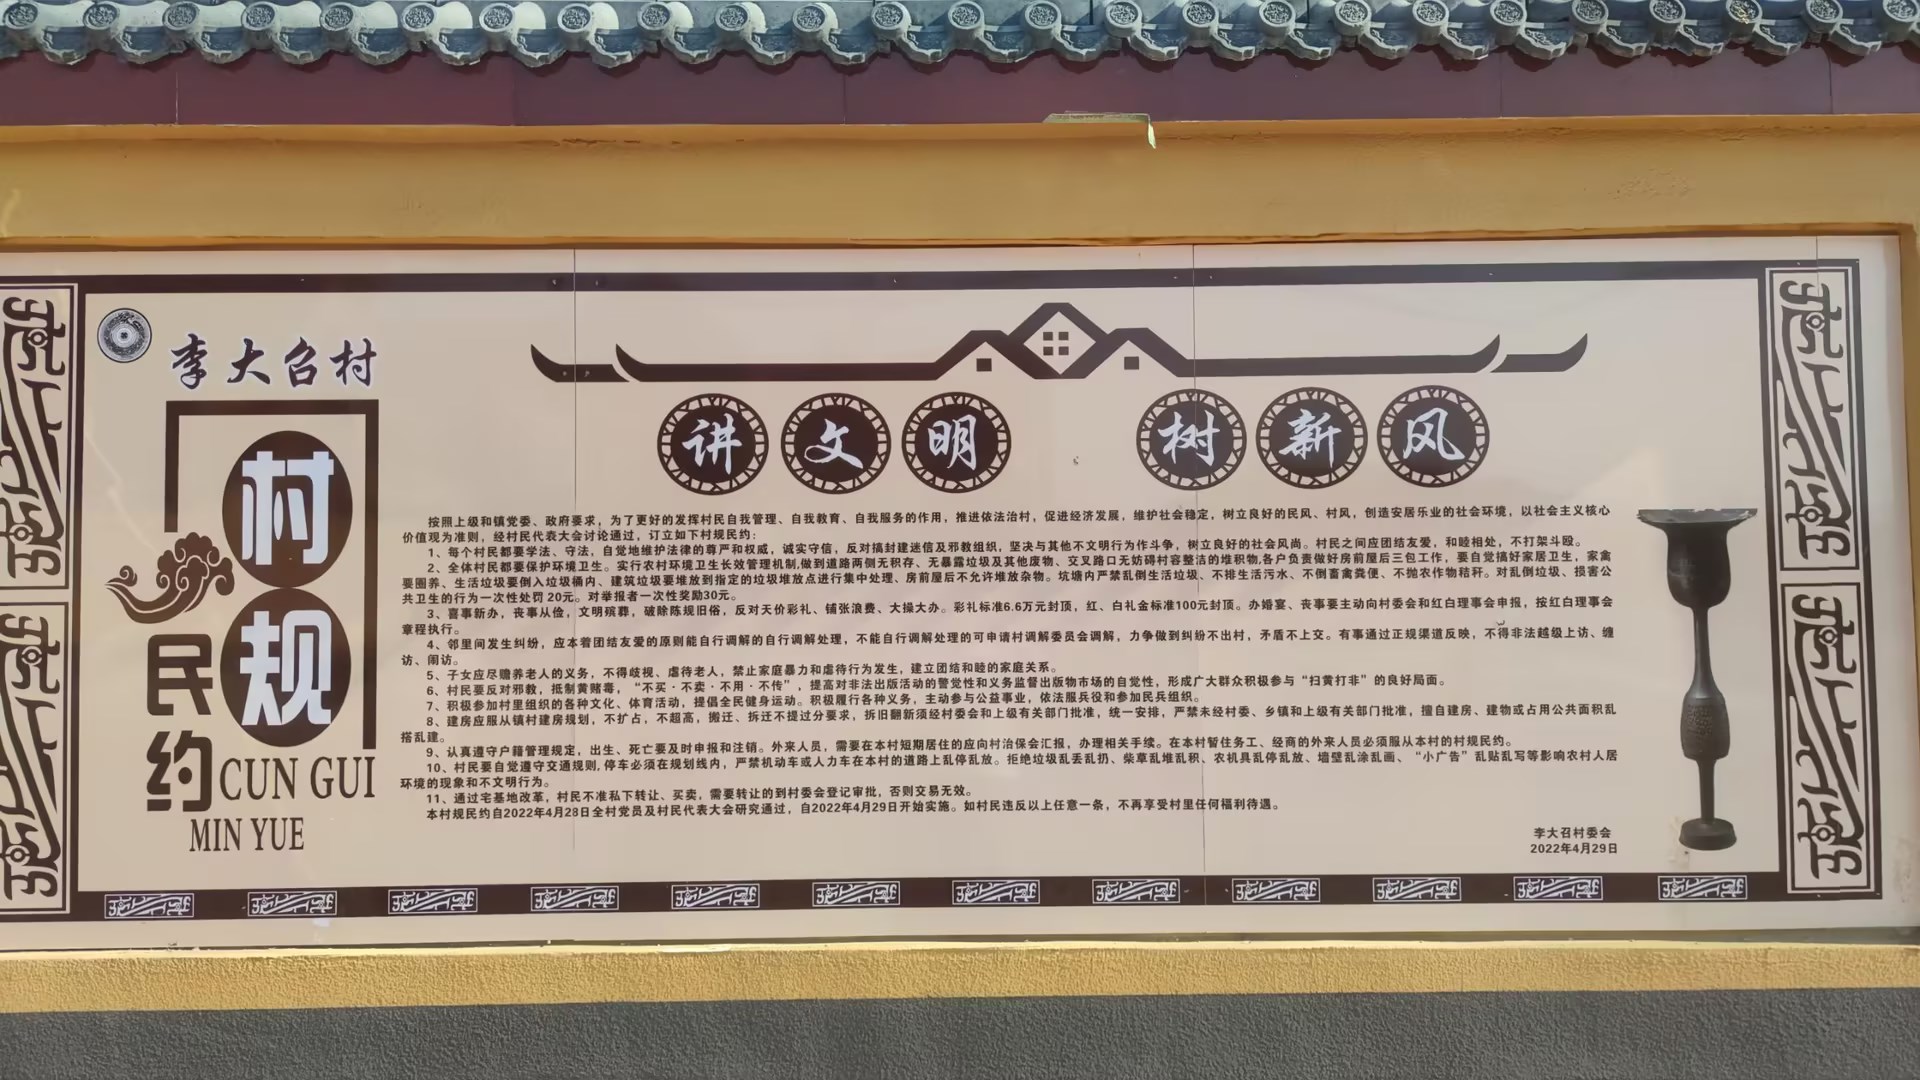 李大召村
村规
民约
CUN GUI
MIN YUE
讲文明 树新风
按照上级和镇党委、政府要求，为了更好的发挥村民自我管理、自我教育、自我服务的作用，推进依法治村，促进经济发展，维护社会稳定，树立良好的民风、村风，创造安居乐业的社会环境，以社会主义核心
价值观为准则，经村民代表大会讨论通过，订立如下村规民约：
1、每个村民都要学法、守法，自觉地维护法律的尊严和权威，诚实守信，反对搞封建迷信及邪教组织，坚决与其他不文明行为作斗争，树立良好的社会风尚。村民之间应团结友爱，和睦相处，不打架斗殴。
2、全体村民都要保护环境卫生。实行农村环境卫生长效管理机制,做到道路两侧无积存、无暴露垃圾及其他废物、交叉路口无妨碍村容整洁的堆积物,各户负责做好房前屋后三包工作，要自觉搞好家居卫生，家禽
要圈养、生活垃圾要倒入垃圾桶内、建筑垃圾要堆放到指定的垃圾堆放点进行集中处理、房前屋后不允许堆放杂物。坑塘内严禁乱倒生活垃圾、不排生活污水、不倒畜禽粪便、不抛农作物秸秆。对乱倒垃圾、损害公
共卫生的行为一次性处罚 20元。对举报者一次性奖励30元。
3、喜事新办，丧事从俭，文明殡葬，破除陈规旧俗，反对天价彩礼、铺张浪费、大操大办。彩礼标准6.6万元封顶，红、白礼金标准100元封顶。办婚宴、丧事要主动向村委会和红白理事会申报，按红白理事会
章程执行。
4、邻里间发生纠纷，应本着团结友爱的原则能自行调解的自行调解处理，不能自行调解处理的可申请村调解委员会调解，力争做到纠纷不出村，矛盾不上交。有事通过正规渠道反映，不得非法越级上访、缠
访、闹访。
5、子女应尽赡养老人的义务，不得歧视、虐待老人，禁止家庭暴力和虐待行为发生，建立团结和睦的家庭关系。
6、村民要反对邪教，抵制黄赌毒，“不买·不卖·不用·不传”，提高对非法出版活动的警觉性和义务监督出版物市场的自觉性，形成广大群众积极参与“扫黄打非”的良好局面。
7、积极参加村里组织的各种文化、体育活动，提倡全民健身运动。积极履行各种义务，主动参与公益事业，依法服兵役和参加民兵组织。
8、建房应服从镇村建房规划，不扩占，不超高，搬迁、拆迁不提过分要求，拆旧翻新须经村委会和上级有关部门批准，统一安排，严禁未经村委、乡镇和上级有关部门批准，擅自建房、建物或占用公共面积乱
搭乱建。
9、认真遵守户籍管理规定，出生、死亡要及时申报和注销。外来人员，需要在本村短期居住的应向村治保会汇报，办理相关手续。在本村暂住务工、经商的外来人员必须服从本村的村规民约。
10、村民要自觉遵守交通规则,停车必须在规划线内，严禁机动车或人力车在本村的道路上乱停乱放。拒绝垃圾乱丢乱扔、柴草乱堆乱积、农机具乱停乱放、墙壁乱涂乱画、“小广告”乱贴乱写等影响农村人居
环境的现象和不文明行为。
11、通过宅基地改革，村民不准私下转让、买卖，需要转让的到村委会登记审批，否则交易无效。
本村规民约自2022年4月28日全村党员及村民代表大会研究通过，自2022年4月29日开始实施。如村民违反以上任意一条，不再享受村里任何福利待遇。
李大召村委会
2022年4月29日